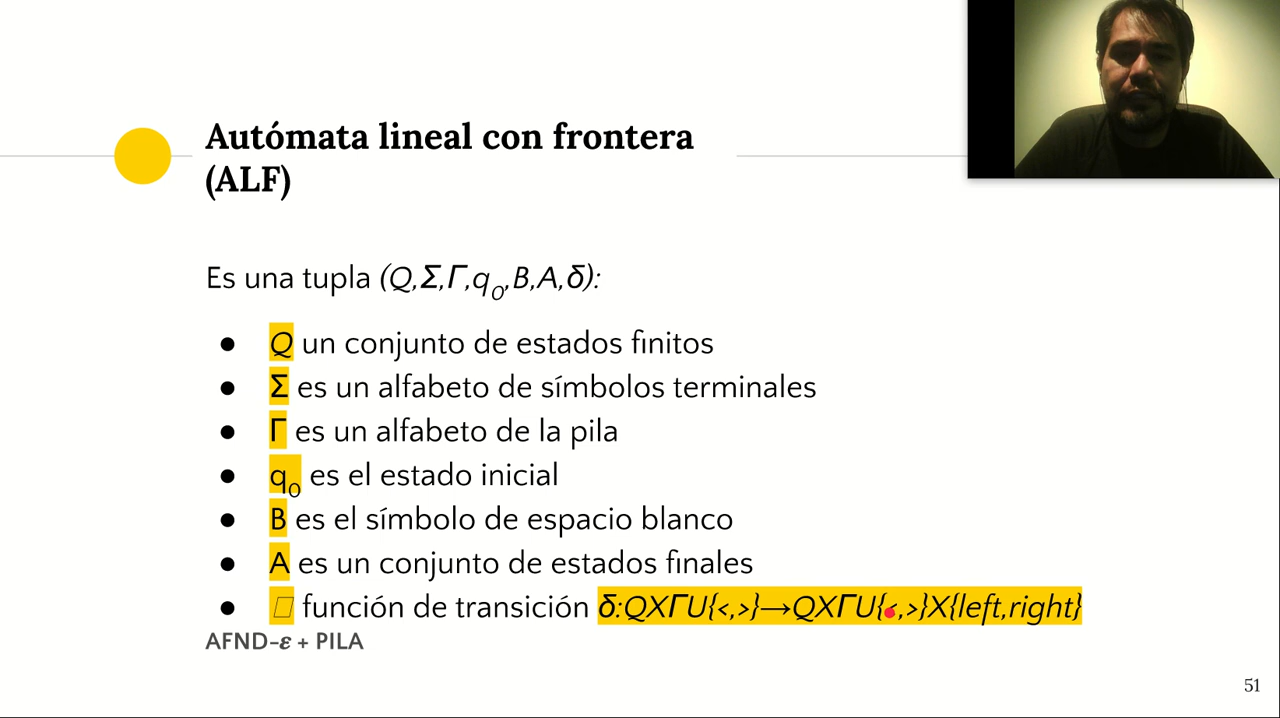 Autómata lineal con frontera
(ALF)
Es una tupla (Q,Σ,Γ,q0,B,A,δ):
● Q un conjunto de estados finitos
● Σ es un alfabeto de símbolos terminales
● Γ es un alfabeto de la pila
● q0 es el estado inicial
● B es el símbolo de espacio blanco
● A es un conjunto de estados finales
● □ función de transición δ:QXΓU{<,>}→QXΓU{<,>}X{left,right}
AFND-ε + PILA
51